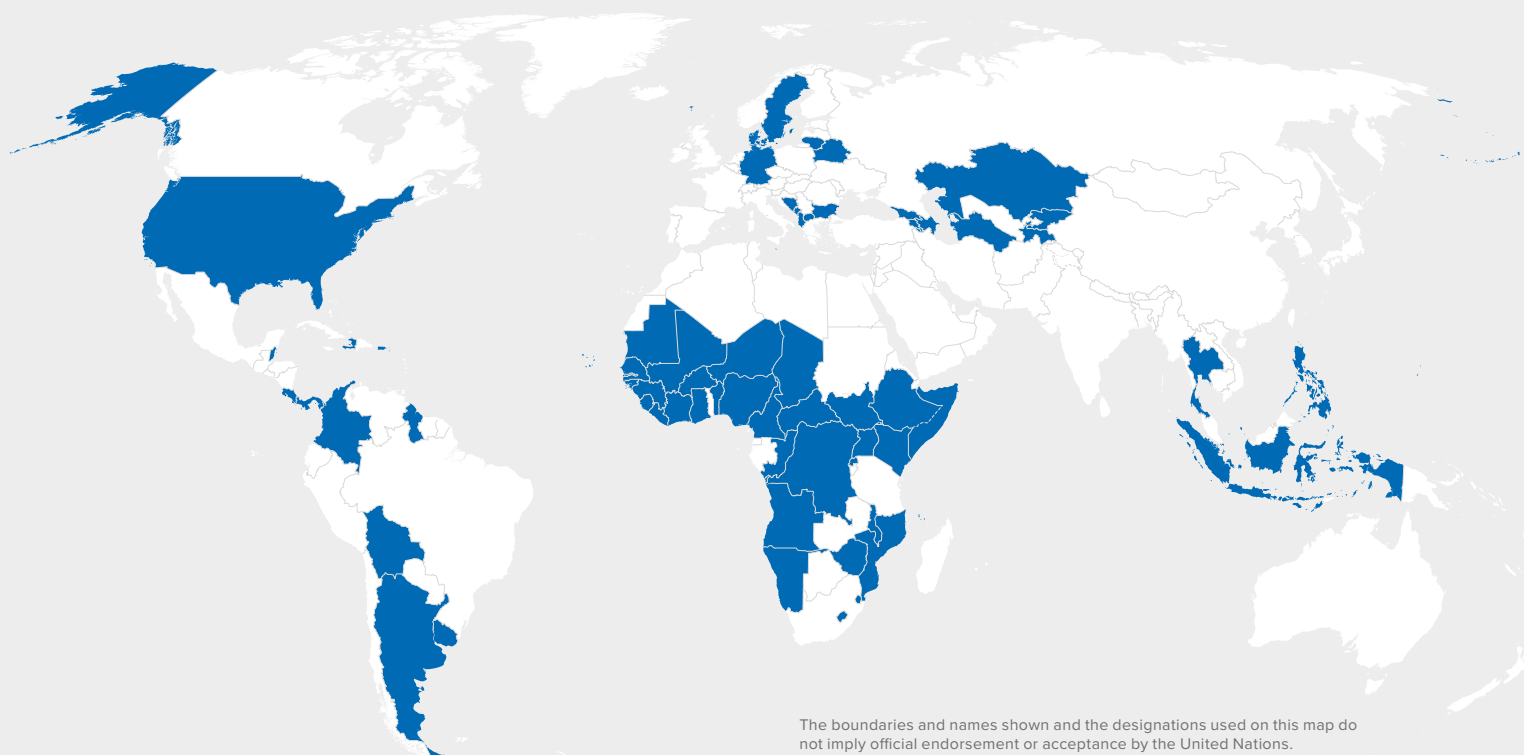 The boundaries and names shown and the designations used on this map do
not imply official endorsement or acceptance by the United Nations.